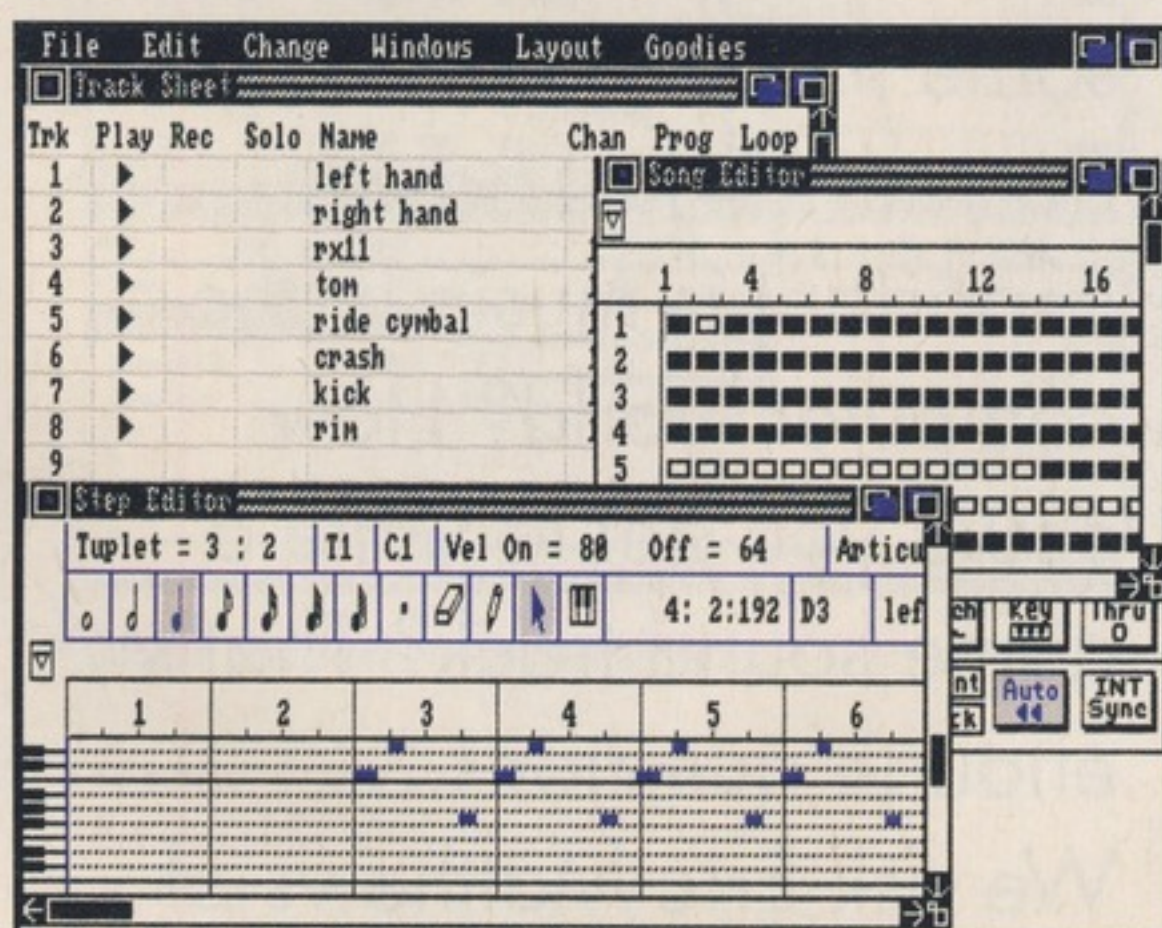 File Edit Change Windows Layout Goodies
Track Sheet
Trk Play Rec Solo Name Chan Prog Loop
1 left hand
2 right hand
3 rx11
4 tom
5 ride cymbal
6 crash
7 kick
8 rim
9
Song Editor
1 4 8 12 16
1
2
3
4
5
Step Editor
Tuplet = 3 : 2 T1 C1 Vel On = 80 Off = 64 Articu
4: 2:192 D3 lef
1 2 3 4 5 6
Key Thru
Auto INT Sync